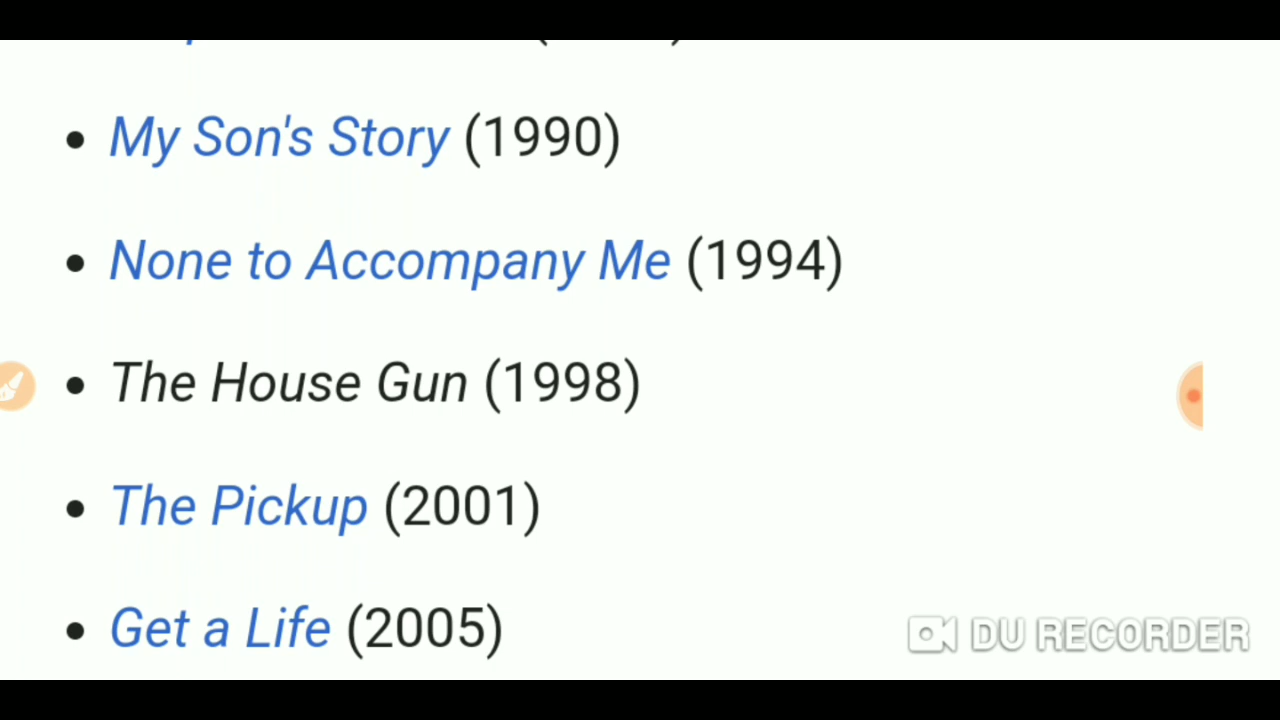 • My Son's Story (1990)
• None to Accompany Me (1994)
• The House Gun (1998)
• The Pickup (2001)
• Get a Life (2005)
DU RECORDER